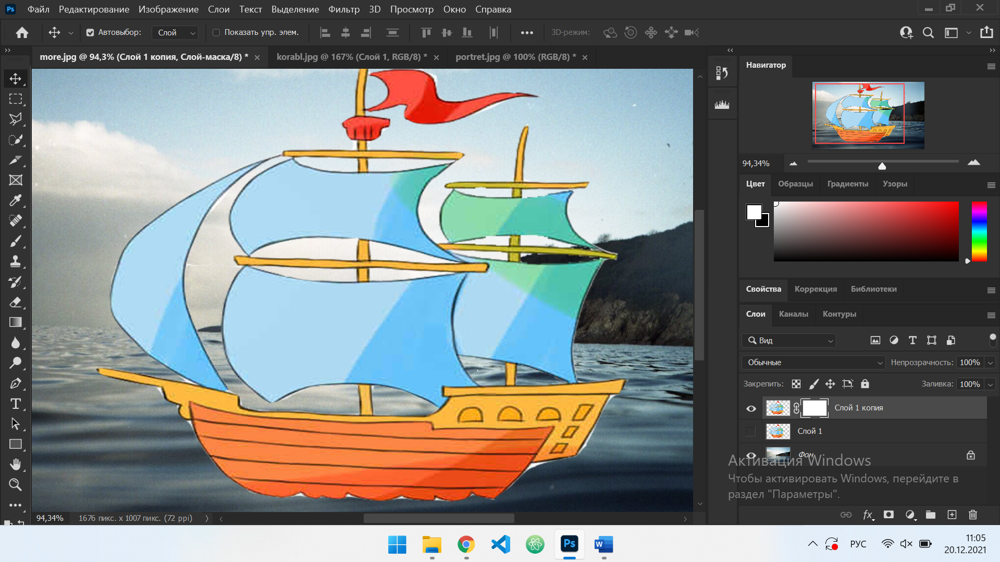 Ps Файл Редактирование Изображение Слои Текст Выделение Фильтр 3D Просмотр Окно Справка
Автовыбор: Слой Показать упр. элем. 3D-режим:
more.jpg @ 94,3% (Слой 1 копия, Слой-маска/8) * korabl.jpg @ 167% (Слой 1, RGB/8) * portret.jpg @ 100% (RGB/8) *
Навигатор
94,34%
Цвет Образцы Градиенты Узоры
Свойства Коррекция Библиотеки
Слои Каналы Контуры
Вид
Обычные Непрозрачность: 100%
Закрепить: Заливка: 100%
Слой 1 копия
Слой 1
Фон
Активация Windows
Чтобы активировать Windows, перейдите в
раздел "Параметры".
fx
94,34% 1676 пикс. x 1007 пикс. (72 ppi)
Ps W РУС 11:05
20.12.2021